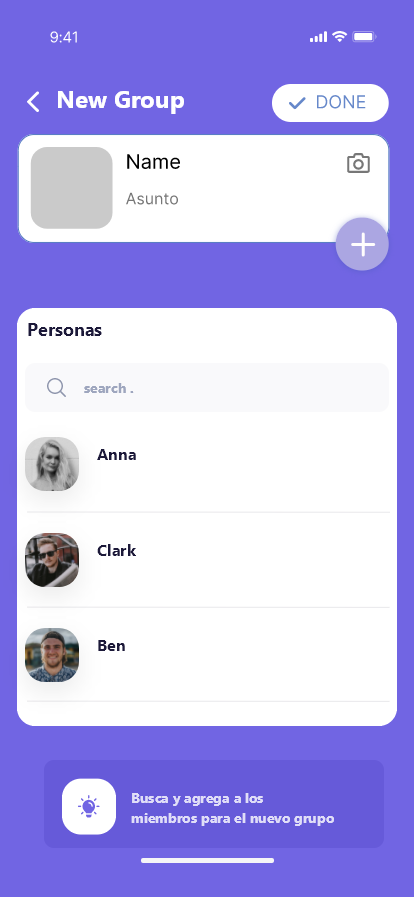 9:41
New Group
DONE
Name
Asunto
Personas
search .
Anna
Clark
Ben
Busca y agrega a los
miembros para el nuevo grupo